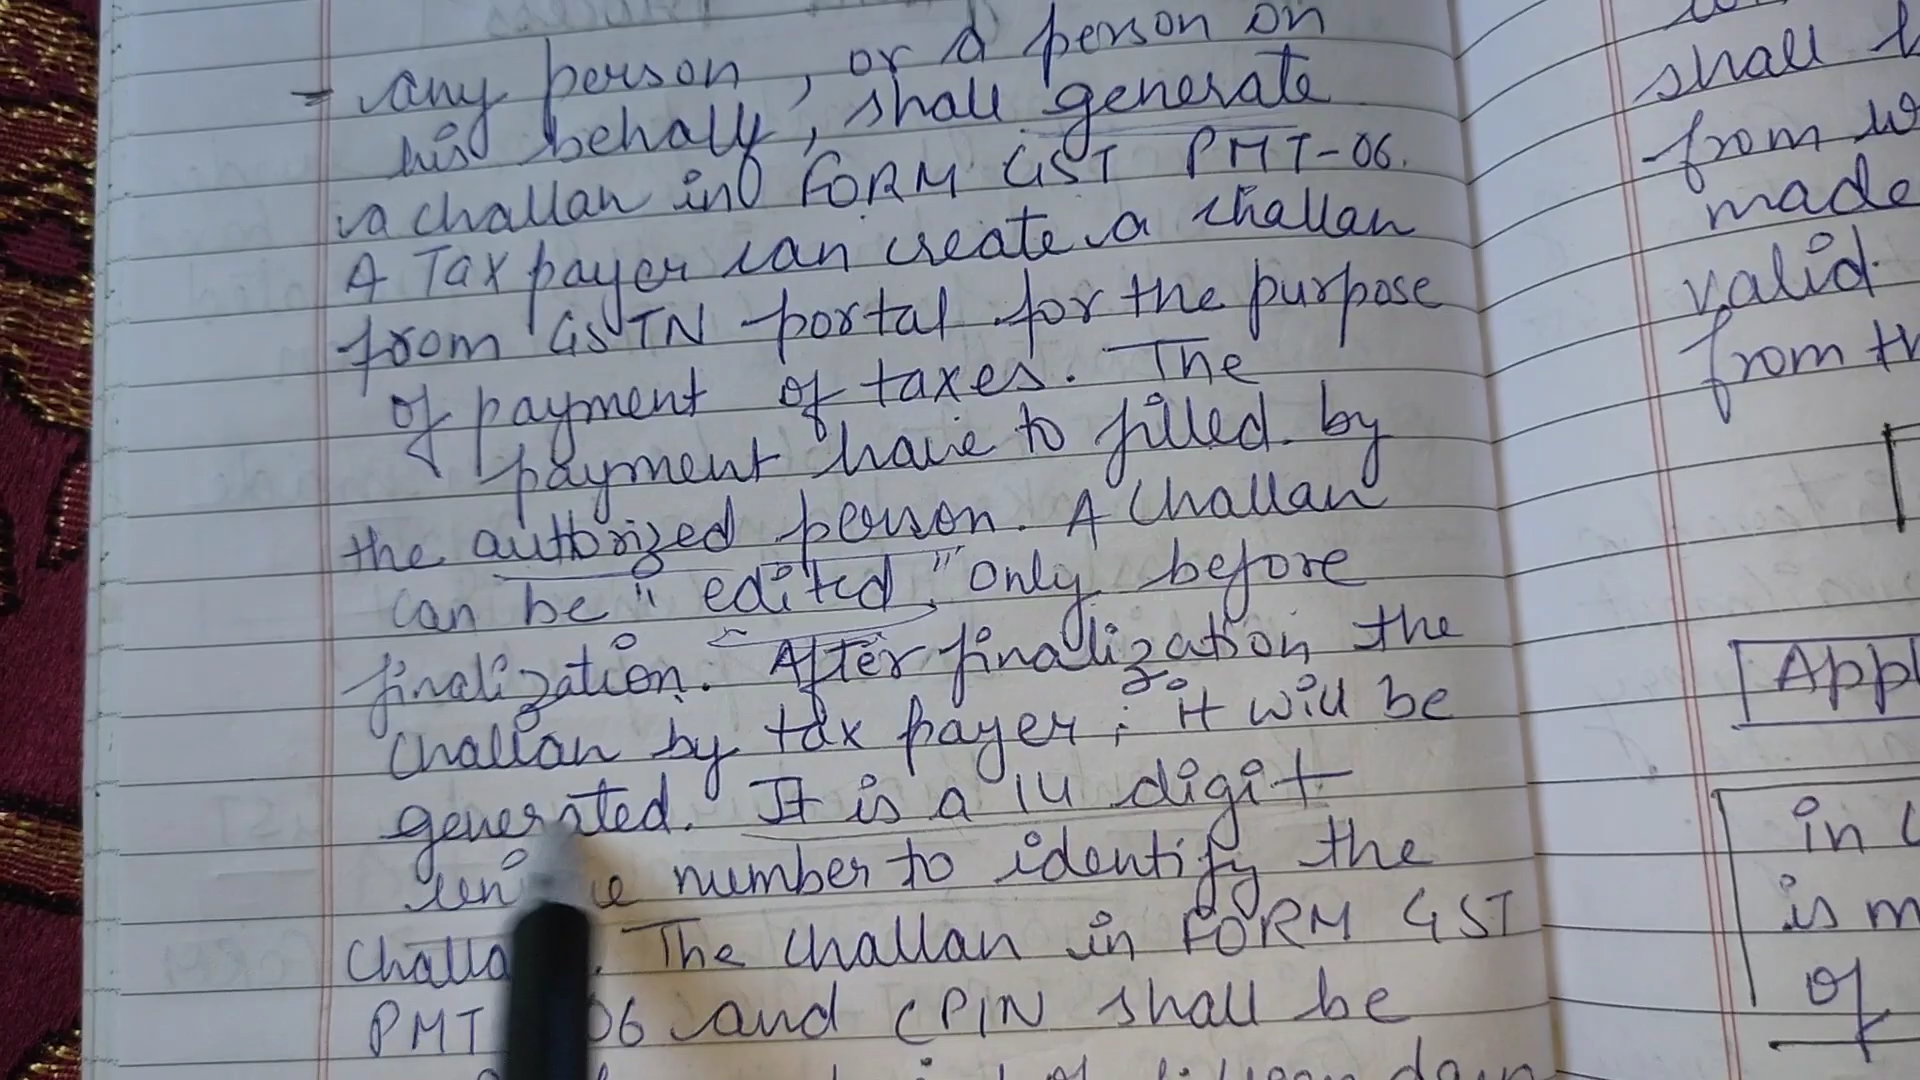 - any person, or a person on
his behalf, shall generate
a challan in FORM GST PMT-06.
A Tax payer can create a challan
from GSTN portal for the purpose
of payment of taxes. The
payment have to filled by
the authorized person. A Challan
can be "edited" only before
finalization. After finalization the
challan by tax payer; it will be
generated. It is a 14 digit
number to identify the
Challan. The challan in FORM GST
PMT 06 and CPIN shall be
days
shall
from
made
valid
from th
App
in
is m
of